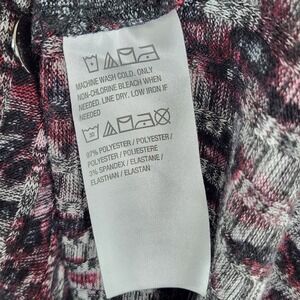 MACHINE WASH COLD. ONLY
NON-CHLORINE BLEACH WHEN
NEEDED. LINE DRY. LOW IRON IF
NEEDED
30
97% POLYESTER / POLYESTER /
POLYESTER / POLIESTERE
3% SPANDEX / ELASTANE /
ELASTHAN / ELASTAN